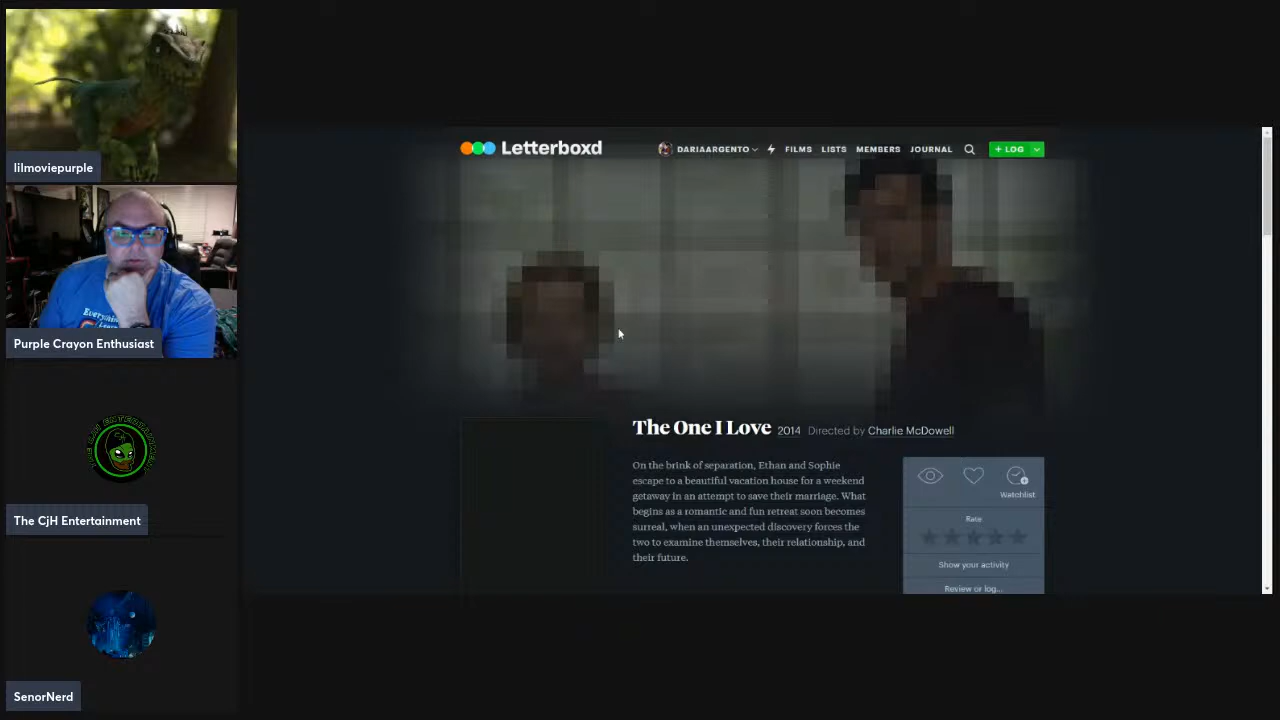 lilmoviepurple
Everything
Purple Crayon Enthusiast
THE CJH ENTERTAINMENT
The CjH Entertainment
SenorNerd
Letterboxd
DARIAARGENTO
FILMS
LISTS
MEMBERS
JOURNAL
+ LOG
The One I Love 2014 Directed by Charlie McDowell
On the brink of separation, Ethan and Sophie
escape to a beautiful vacation house for a weekend
getaway in an attempt to save their marriage. What
begins as a romantic and fun retreat soon becomes
surreal, when an unexpected discovery forces the
two to examine themselves, their relationship, and
their future.
Watchlist
Rate
Show your activity
Review or log...